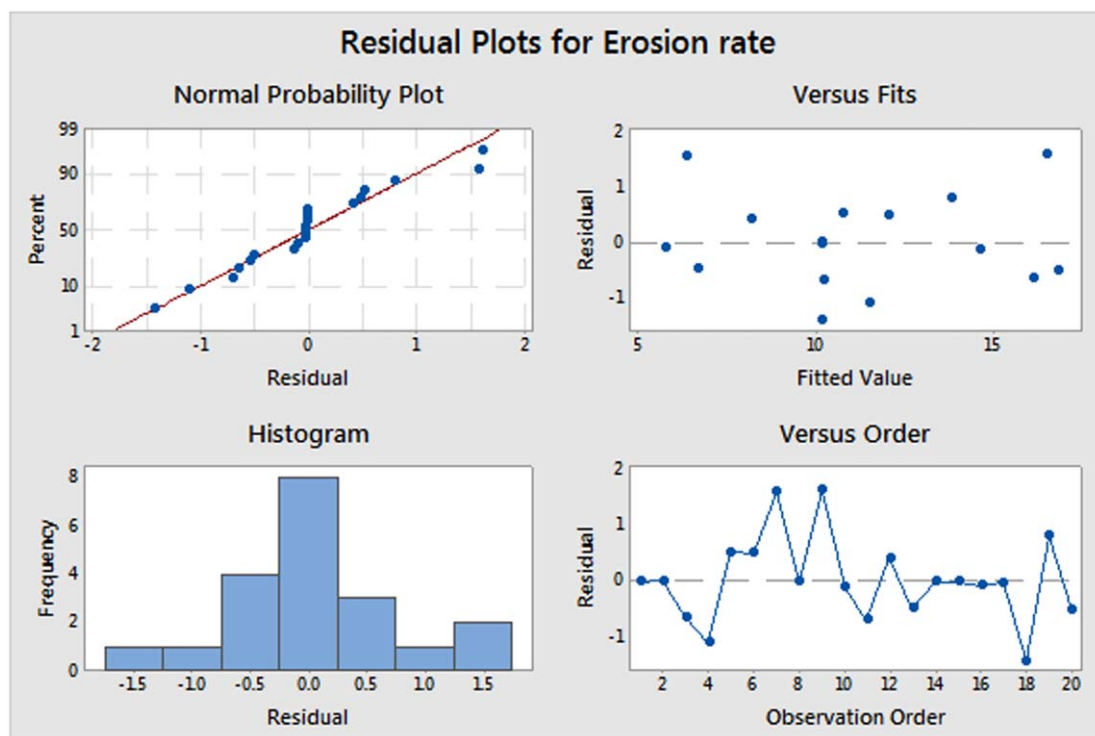 Residual Plots for Erosion rate
Normal Probability Plot
99
90
50
10
1
Percent
-2 -1 0 1 2
Residual
Versus Fits
2
1
0
-1
Residual
5 10 15
Fitted Value
Histogram
8
6
4
2
0
Frequency
-1.5 -1.0 -0.5 0.0 0.5 1.0 1.5
Residual
Versus Order
2
1
0
-1
Residual
2 4 6 8 10 12 14 16 18 20
Observation Order